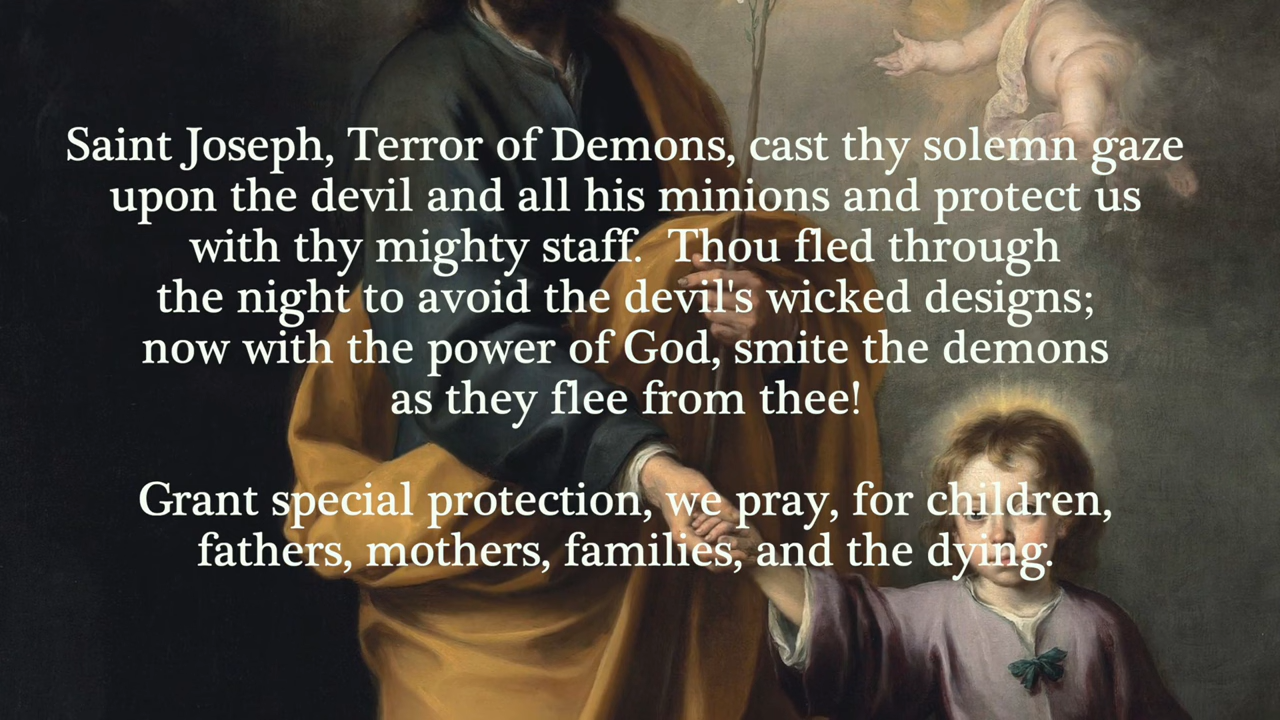 Saint Joseph, Terror of Demons, cast thy solemn gaze
upon the devil and all his minions and protect us
with thy mighty staff.  Thou fled through
the night to avoid the devil's wicked designs;
now with the power of God, smite the demons
as they flee from thee!
Grant special protection, we pray, for children,
fathers, mothers, families, and the dying.